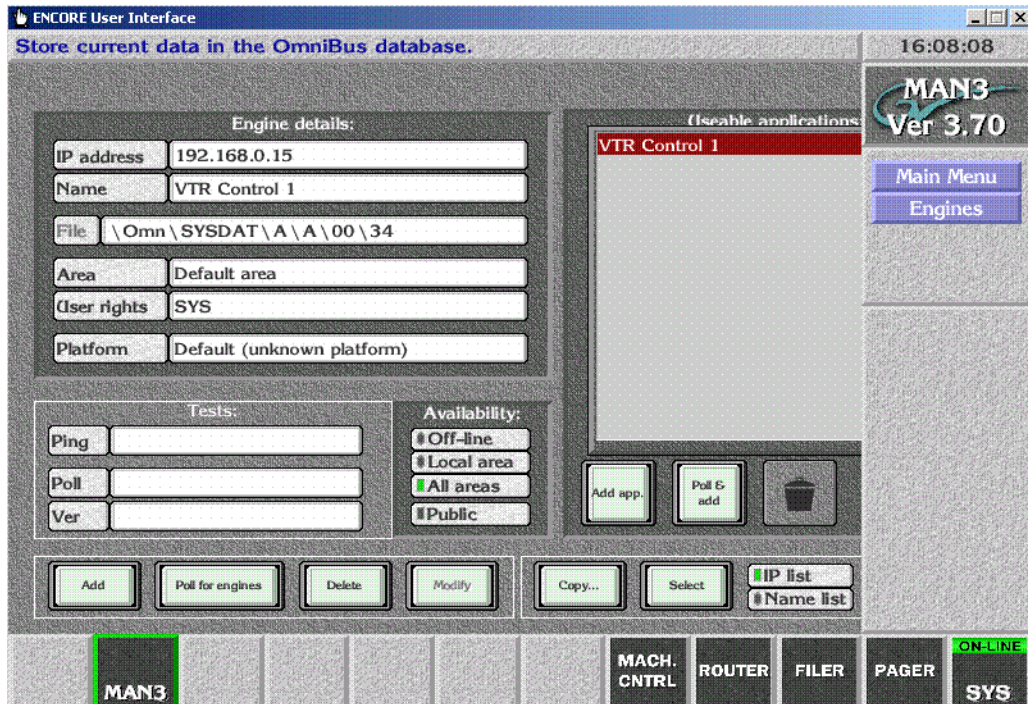 ENCORE User Interface
Store current data in the OmniBus database.
16:08:08
MAN3
Ver 3.70
Main Menu
Engines
Engine details:
IP address 192.168.0.15
Name VTR Control 1
File \Omn\SYSDAT\A\A\00\34
Area Default area
User rights SYS
Platform Default (unknown platform)
Useable applications:
VTR Control 1
Tests:
Ping
Poll
Ver
Availability:
Off-line
Local area
All areas
Public
Add app.
Poll &
add
Add
Poll for engines
Delete
Modify
Copy...
Select
IP list
Name list
MAN3
MACH.
CNTRL
ROUTER
FILER
PAGER
ON-LINE
SYS